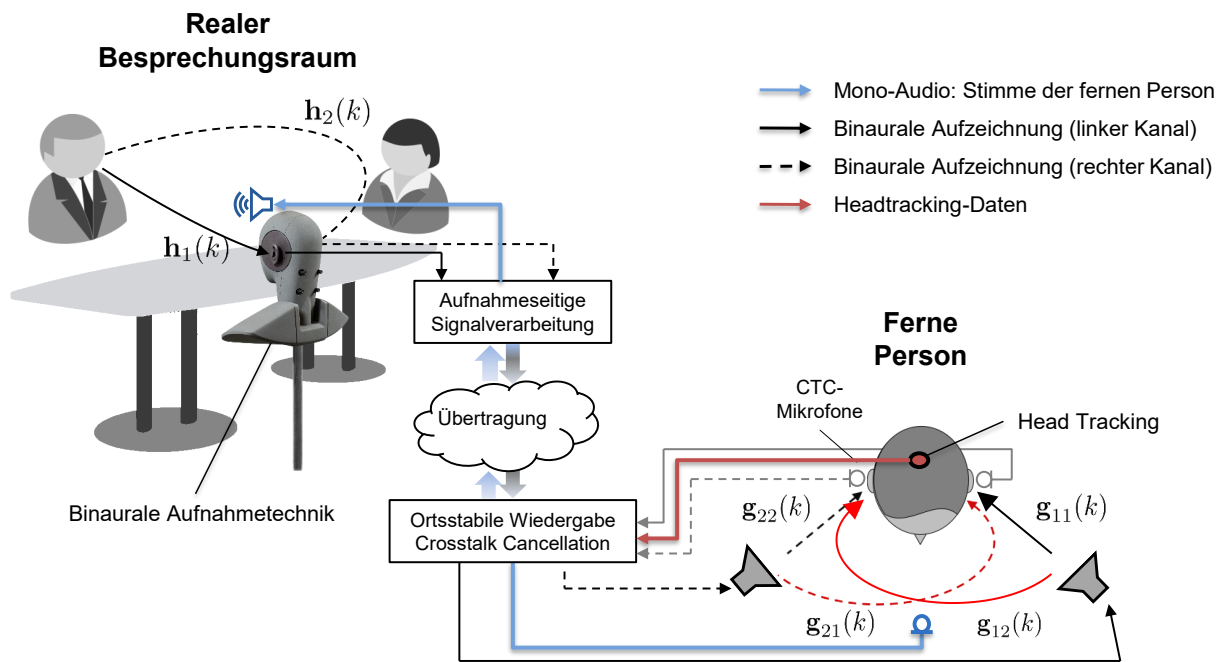 Realer
Besprechungsraum
h₂(k)
h₁(k)
Mono-Audio: Stimme der fernen Person
Binaurale Aufzeichnung (linker Kanal)
Binaurale Aufzeichnung (rechter Kanal)
Headtracking-Daten
Aufnahmeseitige
Signalverarbeitung
Übertragung
Binaurale Aufnahmetechnik
Ortsstabile Wiedergabe
Crosstalk Cancellation
Ferne
Person
CTC-
Mikrofone
Head Tracking
g₂₂(k)
g₁₁(k)
g₂₁(k)
g₁₂(k)